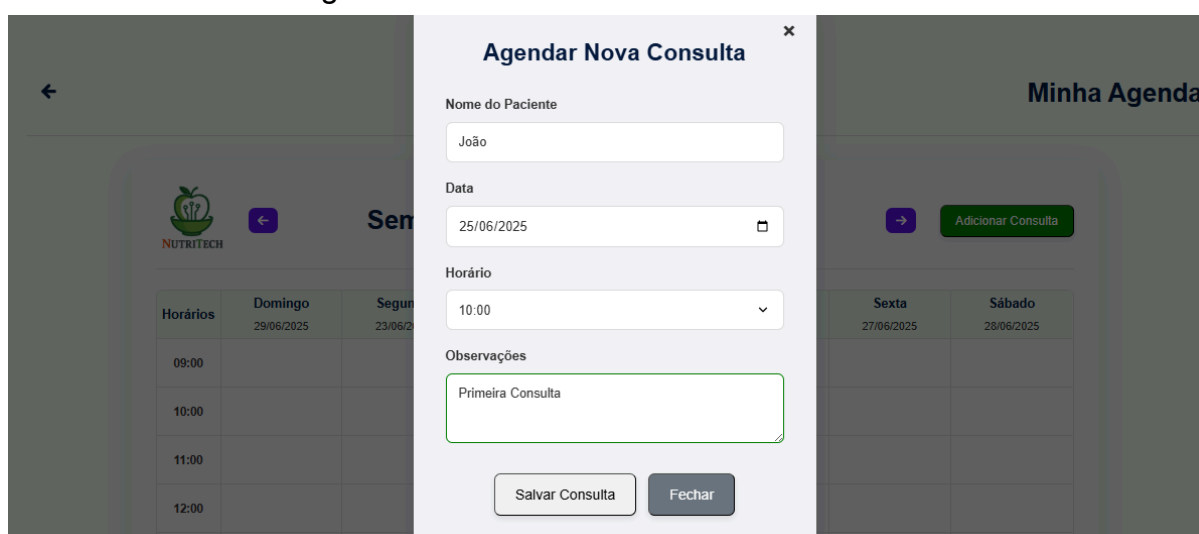 Agendar Nova Consulta
Minha Agenda
Nome do Paciente
João
Data
25/06/2025
Horário
10:00
Observações
Primeira Consulta
Salvar Consulta Fechar
NUTRITECH
Adicionar Consulta
Horários Domingo Sexta Sábado
29/06/2025 27/06/2025 28/06/2025
09:00
10:00
11:00
12:00